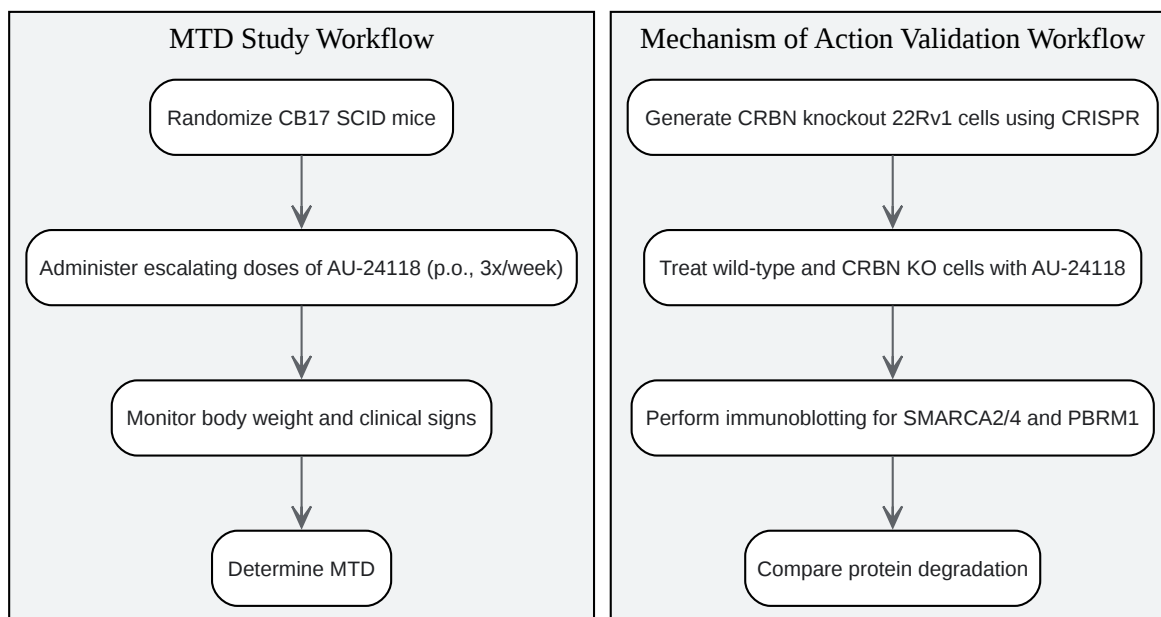 MTD Study Workflow
Randomize CB17 SCID mice
Administer escalating doses of AU-24118 (p.o., 3x/week)
Monitor body weight and clinical signs
Determine MTD
Mechanism of Action Validation Workflow
Generate CRBN knockout 22Rv1 cells using CRISPR
Treat wild-type and CRBN KO cells with AU-24118
Perform immunoblotting for SMARCA2/4 and PBRM1
Compare protein degradation